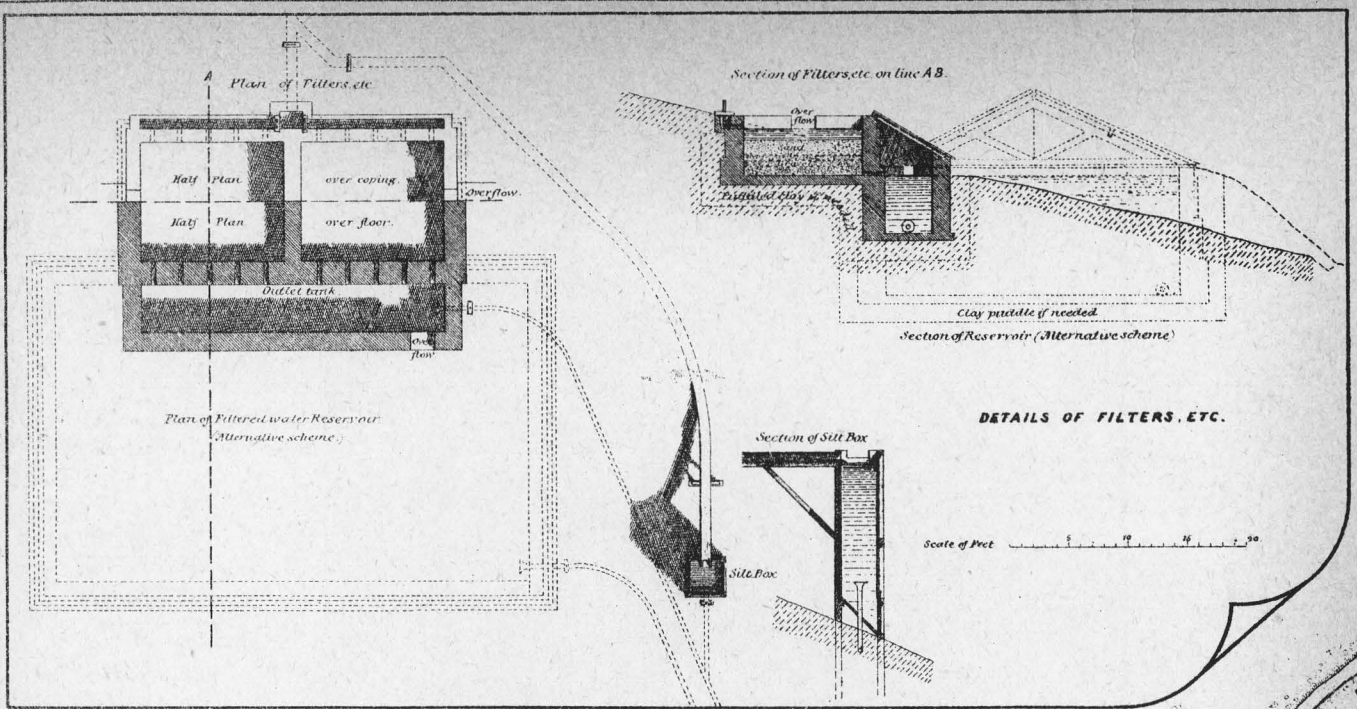 A
Plan of Filters, etc
Half Plan over coping.
Half Plan over floor.
Overflow.
Outlet tank
Over
flow
Plan of Filtered water Reservoir
(Alternative scheme.)
Section of Filters, etc. on line AB.
Over
flow
Sand
Puddled clay
Clay puddle if needed
Section of Reservoir (Alternative scheme)
DETAILS OF FILTERS, ETC.
Section of Silt Box
Silt Box
Scale of Feet 5 10 15 20